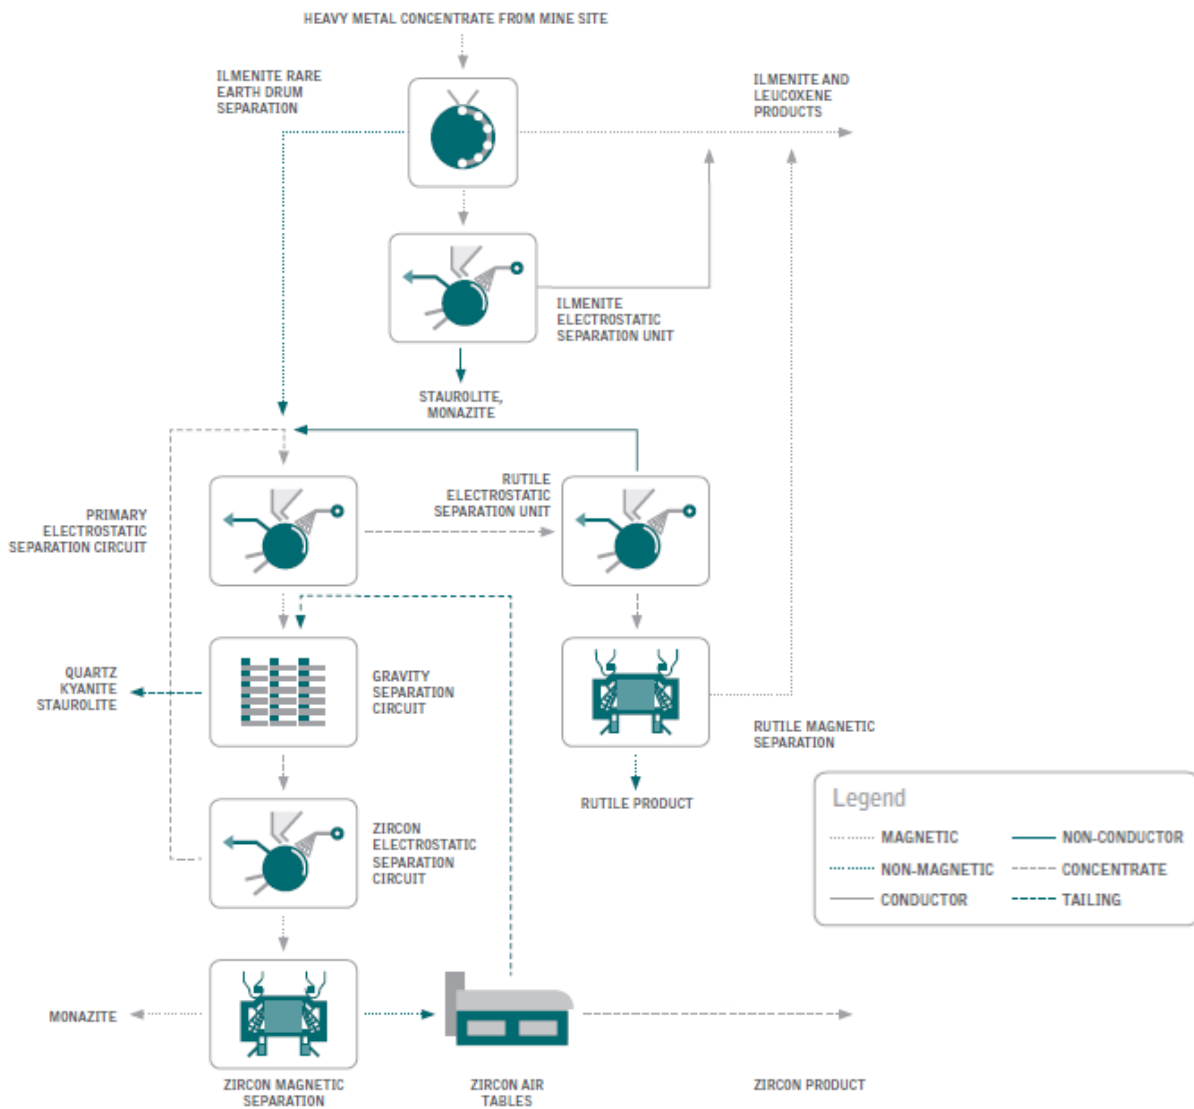 HEAVY METAL CONCENTRATE FROM MINE SITE
ILMENITE RARE
EARTH DRUM
SEPARATION
ILMENITE AND
LEUCOXENE
PRODUCTS
ILMENITE
ELECTROSTATIC
SEPARATION UNIT
STAUROLITE,
MONAZITE
PRIMARY
ELECTROSTATIC
SEPARATION CIRCUIT
RUTILE
ELECTROSTATIC
SEPARATION UNIT
QUARTZ
KYANITE
STAUROLITE
GRAVITY
SEPARATION
CIRCUIT
RUTILE MAGNETIC
SEPARATION
RUTILE PRODUCT
ZIRCON
ELECTROSTATIC
SEPARATION
CIRCUIT
Legend
MAGNETIC
NON-CONDUCTOR
NON-MAGNETIC
CONCENTRATE
CONDUCTOR
TAILING
MONAZITE
ZIRCON MAGNETIC
SEPARATION
ZIRCON AIR
TABLES
ZIRCON PRODUCT